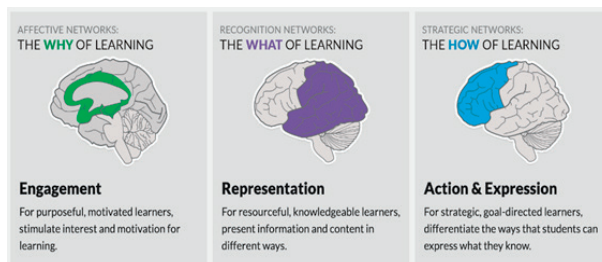 AFFECTIVE NETWORKS:
THE WHY OF LEARNING
Engagement
For purposeful, motivated learners,
stimulate interest and motivation for
learning.
RECOGNITION NETWORKS:
THE WHAT OF LEARNING
Representation
For resourceful, knowledgeable learners,
present information and content in
different ways.
STRATEGIC NETWORKS:
THE HOW OF LEARNING
Action & Expression
For strategic, goal-directed learners,
differentiate the ways that students can
express what they know.